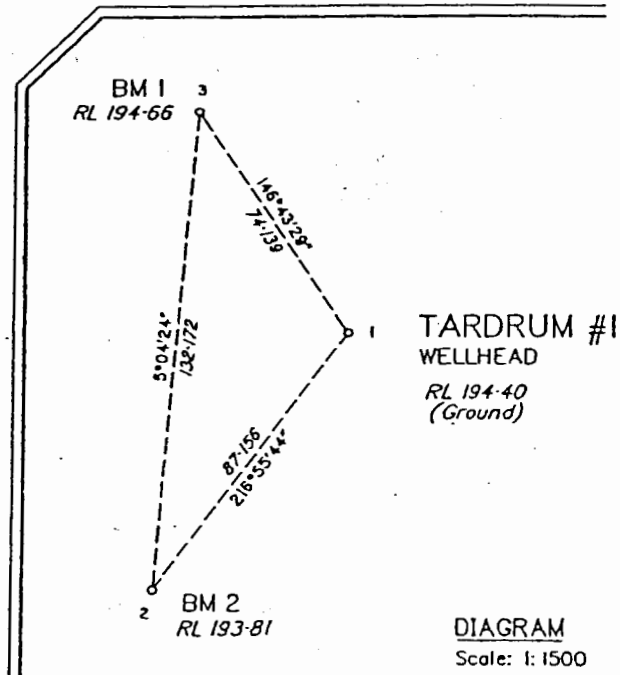 BM 1
3
RL 194·66
146°43'29"
74·139
5°04'24"
132·172
1
TARDRUM #1
WELLHEAD
RL 194·40
(Ground)
87·156
216°55'44"
2
BM 2
RL 193·81
DIAGRAM
Scale: 1:1500